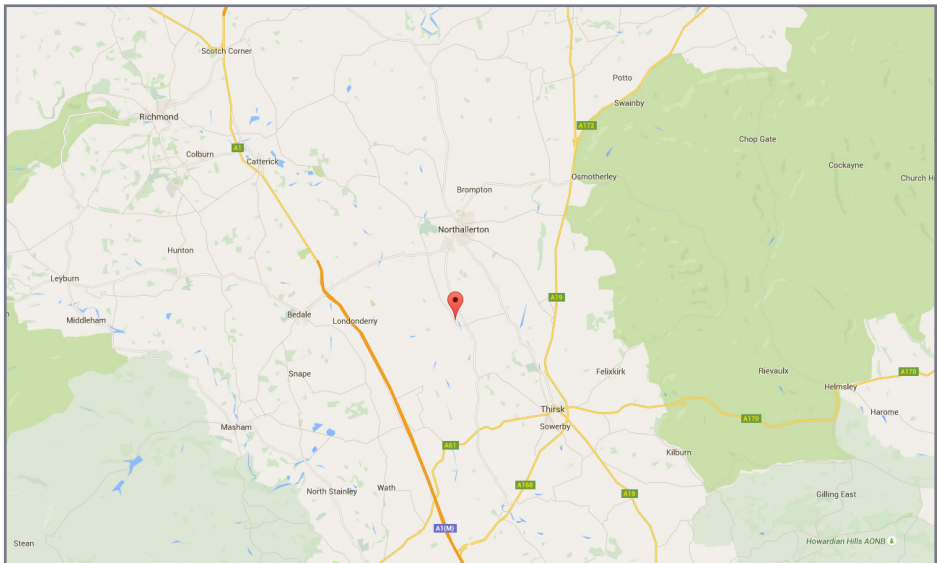 Scotch Corner
Potto
Swainby
Richmond
A172
Chop Gate
A1
Colburn
Catterick
Cockayne
Osmotherley
Church H
Brompton
Northallerton
Hunton
Leyburn
A19
n
Middleham
Bedale
Londonderry
Snape
Felixkirk
Rievaulx
A170
Helmsley
Thirsk
Harome
A170
Masham
Sowerby
A61
Kilburn
North Stainley
Wath
A168
A19
Gilling East
A1(M)
Stean
Howardian Hills AONB